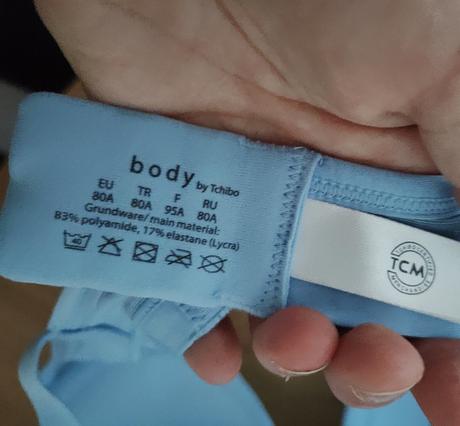 body by Tchibo
EU TR F RU
80A 80A 95A 80A
Grundware/main material:
83% polyamide, 17% elastane (Lycra)
40
TCM